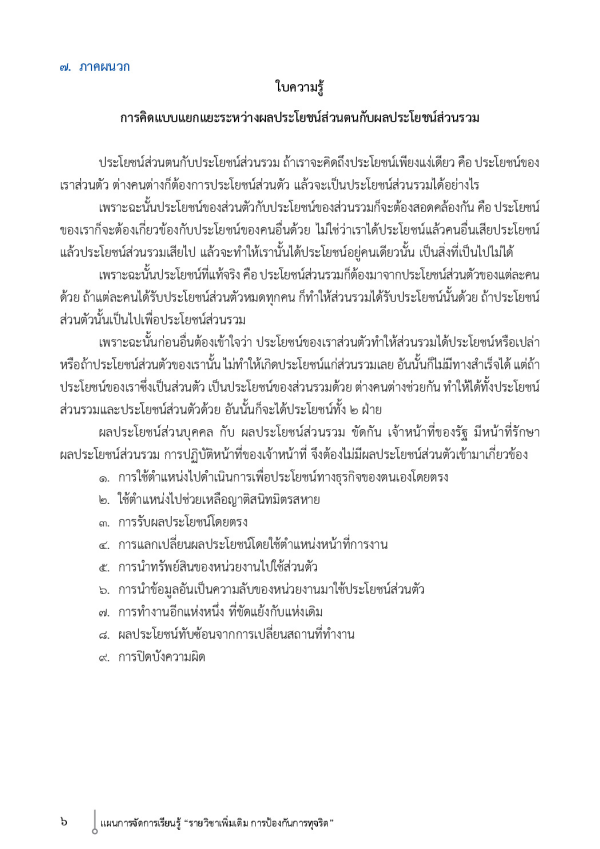 ๗. ภาคผนวก
ใบความรู้
การคิดแบบแยกแยะระหว่างผลประโยชน์ส่วนตนกับผลประโยชน์ส่วนรวม
ประโยชน์ส่วนตนกับประโยชน์ส่วนรวม ถ้าเราจะคิดถึงประโยชน์เพียงแง่เดียว คือ ประโยชน์ของ
เราส่วนตัว ต่างคนต่างก็ต้องการประโยชน์ส่วนตัว แล้วจะเป็นประโยชน์ส่วนรวมได้อย่างไร
เพราะฉะนั้นประโยชน์ของส่วนตัวกับประโยชน์ของส่วนรวมก็จะต้องสอดคล้องกัน คือ ประโยชน์
ของเราก็จะต้องเกี่ยวข้องกับประโยชน์ของคนอื่นด้วย ไม่ใช่ว่าเราได้ประโยชน์แล้วคนอื่นเสียประโยชน์
แล้วประโยชน์ส่วนรวมเสียไป แล้วจะทำให้เรานั้นได้ประโยชน์อยู่คนเดียวนั้น เป็นสิ่งที่เป็นไปไม่ได้
เพราะฉะนั้นประโยชน์ที่แท้จริง คือ ประโยชน์ส่วนรวมก็ต้องมาจากประโยชน์ส่วนตัวของแต่ละคน
ด้วย ถ้าแต่ละคนได้รับประโยชน์ส่วนตัวหมดทุกคน ก็ทำให้ส่วนรวมได้รับประโยชน์นั้นด้วย ถ้าประโยชน์
ส่วนตัวนั้นเป็นไปเพื่อประโยชน์ส่วนรวม
เพราะฉะนั้นก่อนอื่นต้องเข้าใจว่า ประโยชน์ของเราส่วนตัวทำให้ส่วนรวมได้ประโยชน์หรือเปล่า
หรือถ้าประโยชน์ส่วนตัวของเรานั้น ไม่ทำให้เกิดประโยชน์แก่ส่วนรวมเลย อันนั้นก็ไม่มีทางสำเร็จได้ แต่ถ้า
ประโยชน์ของเราซึ่งเป็นส่วนตัว เป็นประโยชน์ของส่วนรวมด้วย ต่างคนต่างช่วยกัน ทำให้ได้ทั้งประโยชน์
ส่วนรวมและประโยชน์ส่วนตัวด้วย อันนั้นก็จะได้ประโยชน์ทั้ง ๒ ฝ่าย
ผลประโยชน์ส่วนบุคคล กับ ผลประโยชน์ส่วนรวม ขัดกัน เจ้าหน้าที่ของรัฐ มีหน้าที่รักษา
ผลประโยชน์ส่วนรวม การปฏิบัติหน้าที่ของเจ้าหน้าที่ จึงต้องไม่มีผลประโยชน์ส่วนตัวเข้ามาเกี่ยวข้อง
๑. การใช้ตำแหน่งไปดำเนินการเพื่อประโยชน์ทางธุรกิจของตนเองโดยตรง
๒. ใช้ตำแหน่งไปช่วยเหลือญาติสนิทมิตรสหาย
๓. การรับผลประโยชน์โดยตรง
๔. การแลกเปลี่ยนผลประโยชน์โดยใช้ตำแหน่งหน้าที่การงาน
๕. การนำทรัพย์สินของหน่วยงานไปใช้ส่วนตัว
๖. การนำข้อมูลอันเป็นความลับของหน่วยงานมาใช้ประโยชน์ส่วนตัว
๗. การทำงานอีกแห่งหนึ่ง ที่ขัดแย้งกับแห่งเดิม
๘. ผลประโยชน์ทับซ้อนจากการเปลี่ยนสถานที่ทำงาน
๙. การปิดบังความผิด
๖ แผนการจัดการเรียนรู้ “รายวิชาเพิ่มเติม การป้องกันการทุจริต”